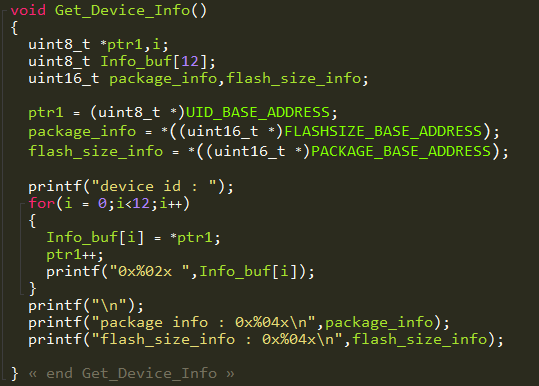 void Get_Device_Info()
{
uint8_t *ptr1,i;
uint8_t Info_buf[12];
uint16_t package_info,flash_size_info;
ptr1 = (uint8_t *)UID_BASE_ADDRESS;
package_info = *((uint16_t *)FLASHSIZE_BASE_ADDRESS);
flash_size_info = *((uint16_t *)PACKAGE_BASE_ADDRESS);
printf("device id : ");
for(i = 0;i<12;i++)
{
Info_buf[i] = *ptr1;
ptr1++;
printf("0x%02x ",Info_buf[i]);
}
printf("\n");
printf("package info : 0x%04x\n",package_info);
printf("flash_size_info : 0x%04x\n",flash_size_info);
} « end Get_Device_Info »